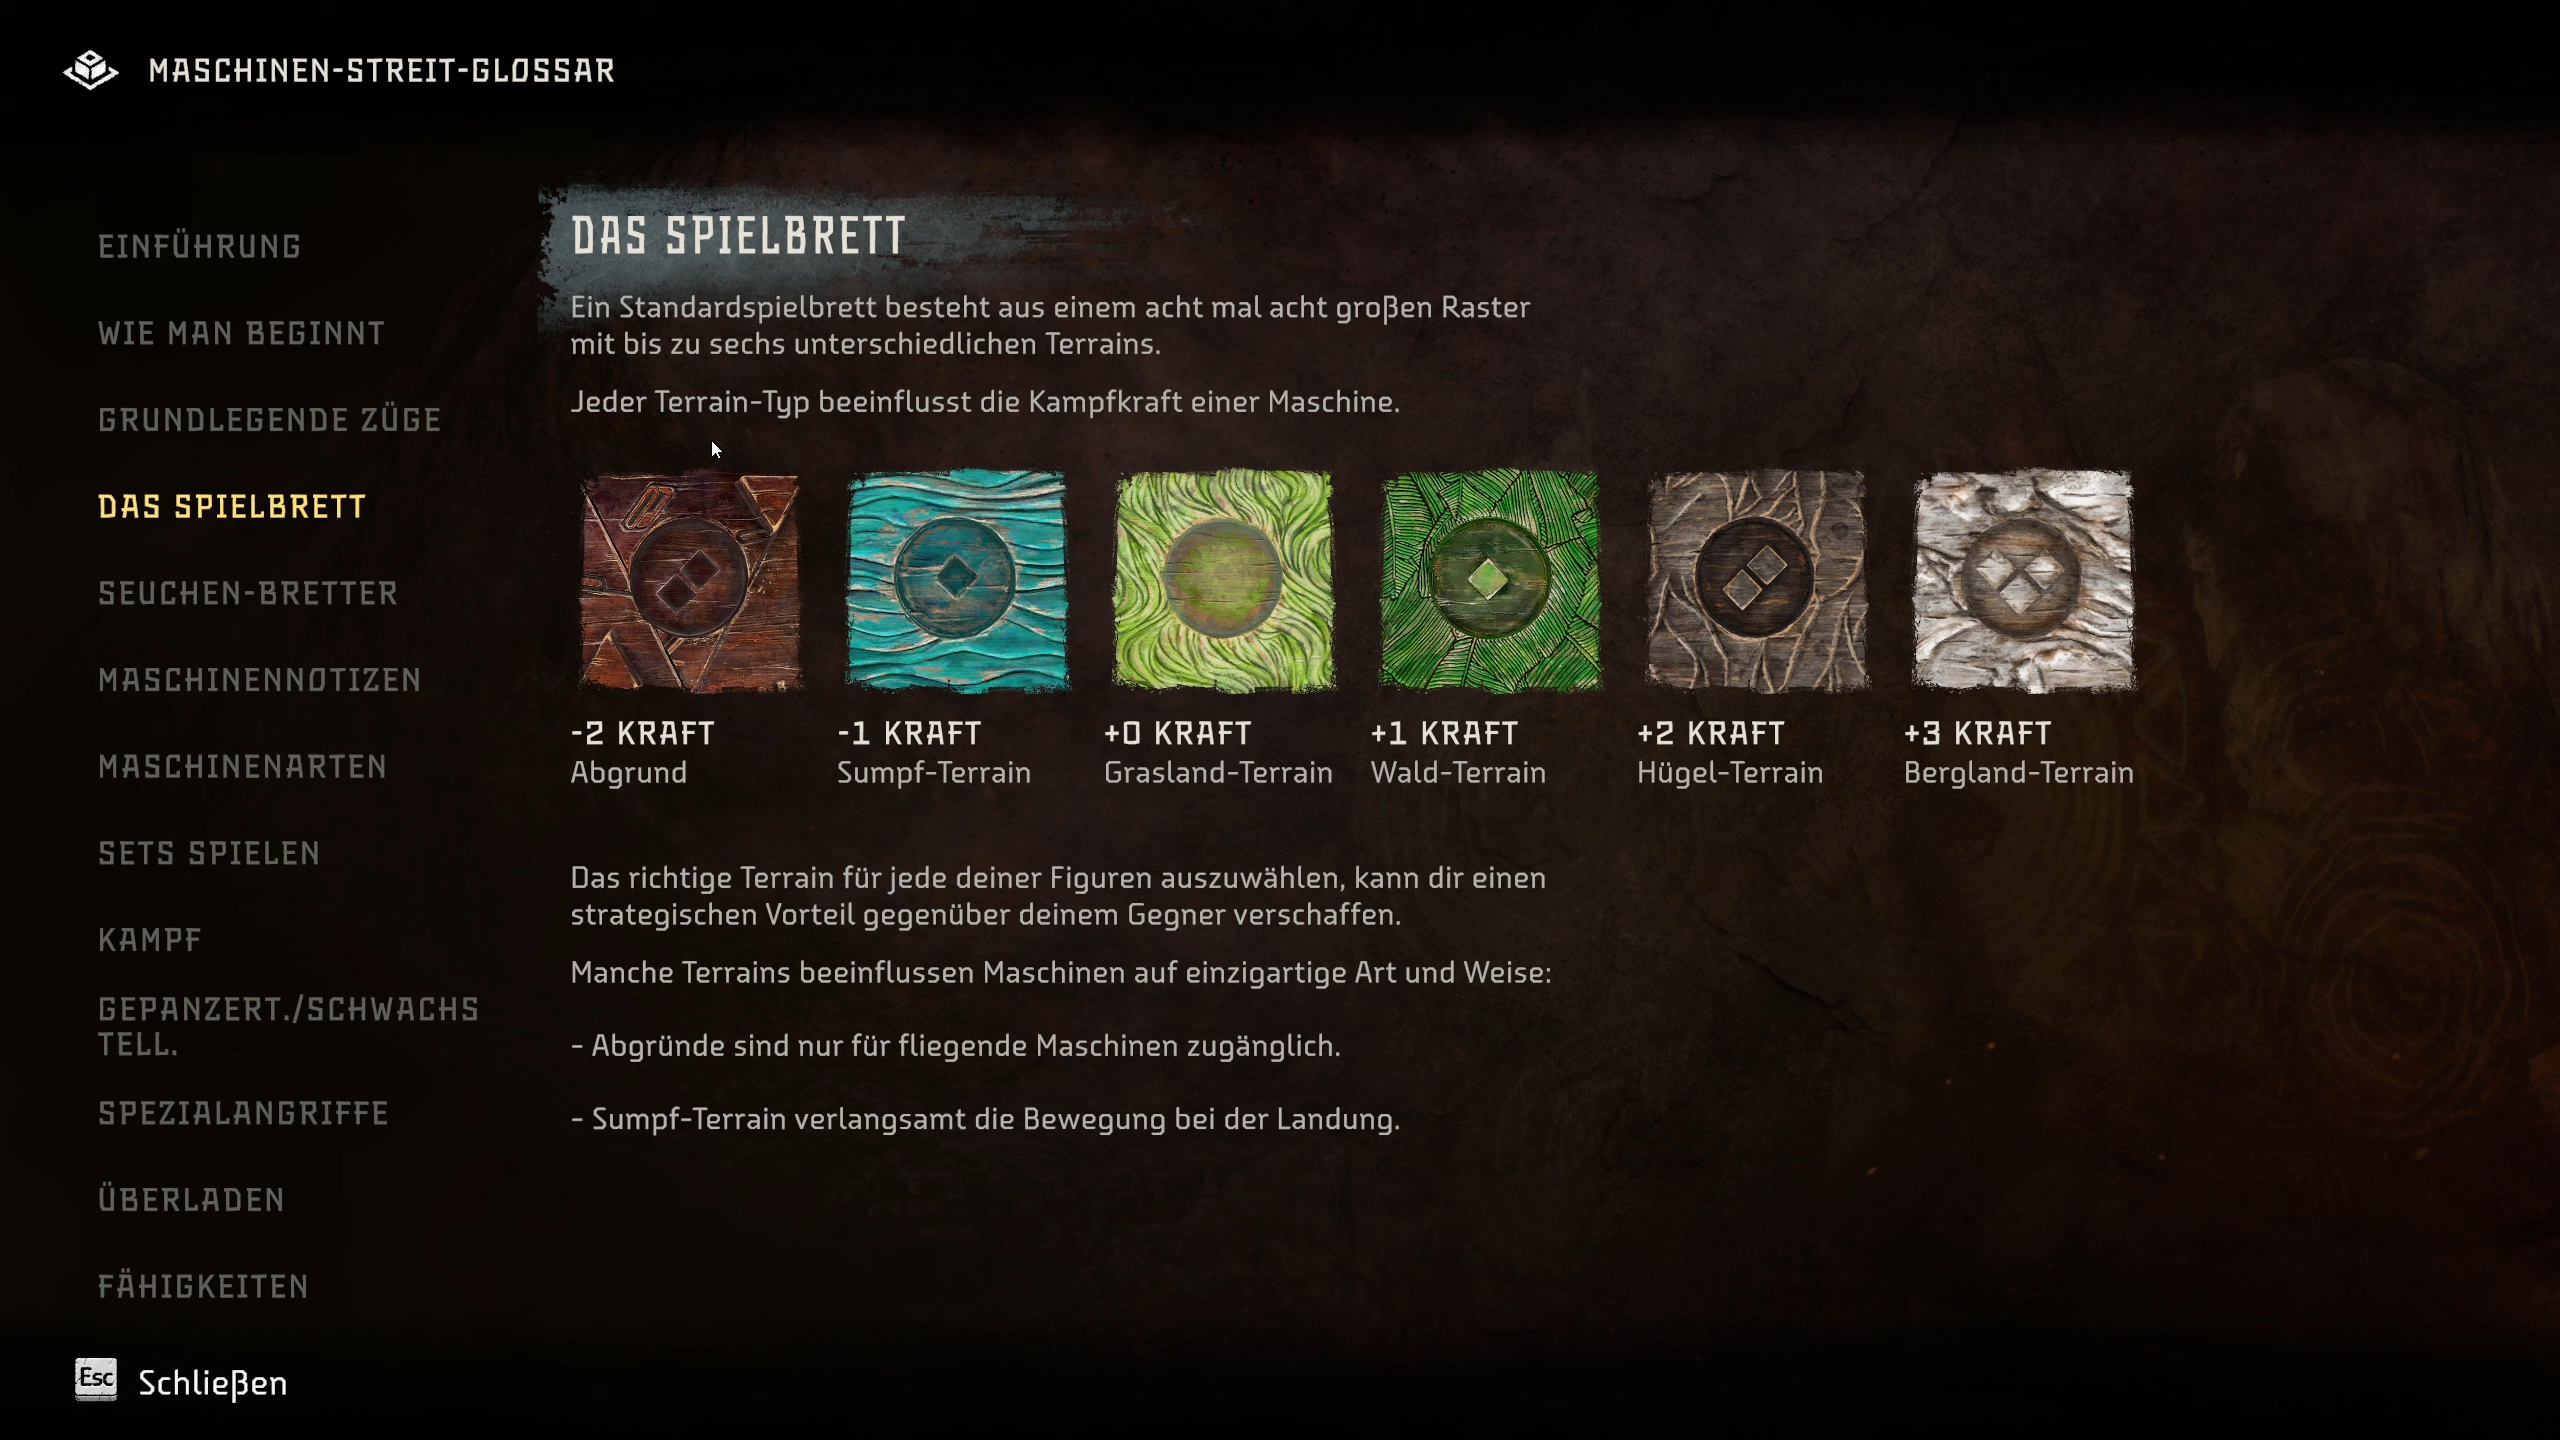 MASCHINEN-STREIT-GLOSSAR
EINFÜHRUNG
WIE MAN BEGINNT
GRUNDLEGENDE ZÜGE
DAS SPIELBRETT
SEUCHEN-BRETTER
MASCHINENNOTIZEN
MASCHINENARTEN
SETS SPIELEN
KAMPF
GEPANZERT./SCHWACHS
TELL.
SPEZIALANGRIFFE
ÜBERLADEN
FÄHIGKEITEN
DAS SPIELBRETT
Ein Standardspielbrett besteht aus einem acht mal acht großen Raster
mit bis zu sechs unterschiedlichen Terrains.
Jeder Terrain-Typ beeinflusst die Kampfkraft einer Maschine.
-2 KRAFT
Abgrund
-1 KRAFT
Sumpf-Terrain
+0 KRAFT
Grasland-Terrain
+1 KRAFT
Wald-Terrain
+2 KRAFT
Hügel-Terrain
+3 KRAFT
Bergland-Terrain
Das richtige Terrain für jede deiner Figuren auszuwählen, kann dir einen
strategischen Vorteil gegenüber deinem Gegner verschaffen.
Manche Terrains beeinflussen Maschinen auf einzigartige Art und Weise:
- Abgründe sind nur für fliegende Maschinen zugänglich.
- Sumpf-Terrain verlangsamt die Bewegung bei der Landung.
Esc Schließen